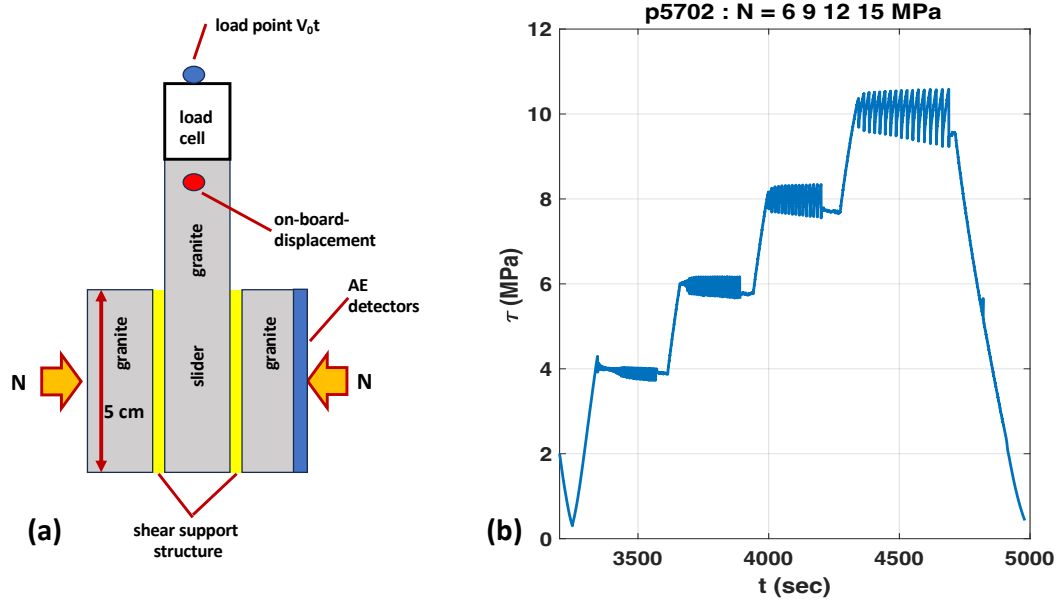 load point V₀t
load
cell
on-board-
displacement
granite
AE
detectors
granite
slider
granite
N
N
5 cm
(a)
shear support
structure
p5702 : N = 6 9 12 15 MPa
12
10
8
6
4
2
0
τ (MPa)
3500
4000
4500
5000
t (sec)
(b)